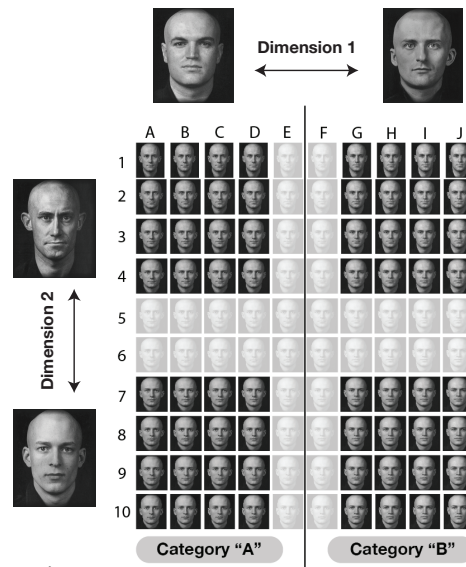 Dimension 1
A B C D E F G H I J
1
2
3
4
5
6
7
8
9
10
Dimension 2
Category “A”
Category “B”